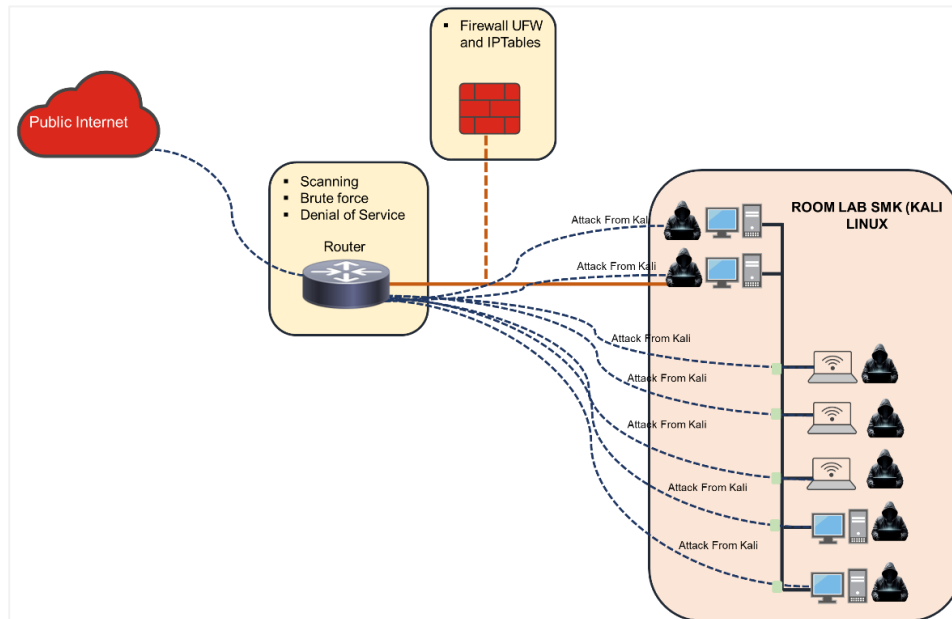 Firewall UFW
and IPTables
Public Internet
Scanning
Brute force
Denial of Service
Router
ROOM LAB SMK (KALI
LINUX
Attack From Kali
Attack From Kali
Attack From Kali
Attack From Kali
Attack From Kali
Attack From Kali
Attack From Kali